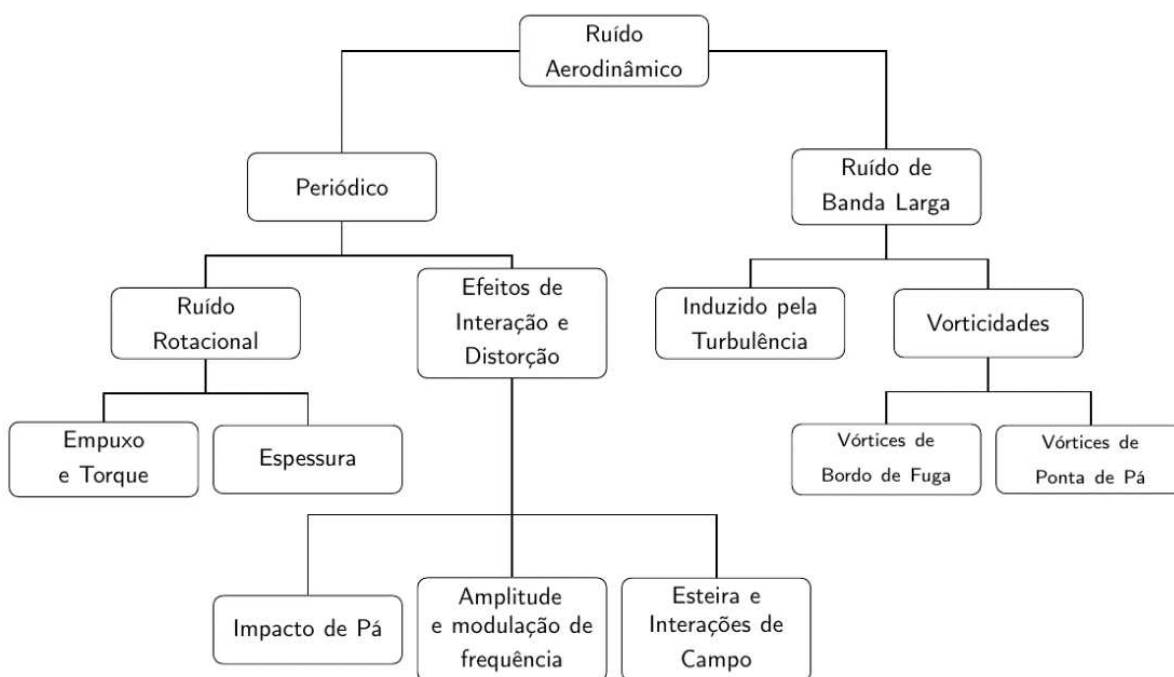 Ruído
Aerodinâmico
Periódico
Ruído de
Banda Larga
Ruído
Rotacional
Efeitos de
Interação e
Distorção
Induzido pela
Turbulência
Vorticidades
Empuxo
e Torque
Espessura
Vórtices de
Bordo de Fuga
Vórtices de
Ponta de Pá
Impacto de Pá
Amplitude
e modulação de
frequência
Esteira e
Interações de
Campo